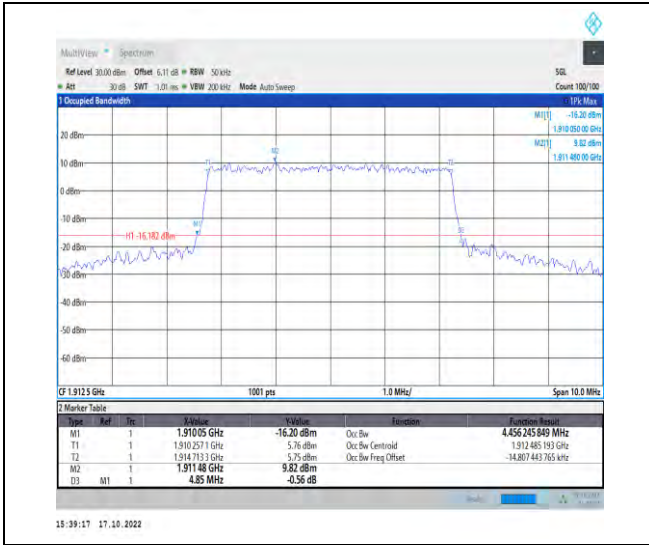 MultiView Spectrum
Ref Level 30.00 dBm Offset 6.11 dB RBW 50 kHz SGL
Att 30 dB SWT 1.01 ms VBW 200 kHz Mode Auto Sweep Count 100/100
1 Occupied Bandwidth 1Pk Max
M1[1] -16.20 dBm
1.910 050 00 GHz
M2[1] 9.82 dBm
1.911 480 00 GHz
20 dBm
M2
T1 T2
10 dBm
0 dBm
-10 dBm
M1
H1 -16.182 dBm
-20 dBm
-30 dBm
-40 dBm
-50 dBm
-60 dBm
CF 1.912 5 GHz 1001 pts 1.0 MHz/ Span 10.0 MHz
2 Marker Table
Type Ref Trc X-Value Y-Value Function Function Result
M1 1 1.910 05 GHz -16.20 dBm Occ Bw 4.456 245 849 MHz
T1 1 1.910 257 1 GHz 5.76 dBm Occ Bw Centroid 1.912 485 193 GHz
T2 1 1.914 713 3 GHz 5.75 dBm Occ Bw Freq Offset -14.807 443 765 kHz
M2 1 1.911 48 GHz 9.82 dBm
D3 M1 1 4.85 MHz -0.56 dB
15:39:17 17.10.2022